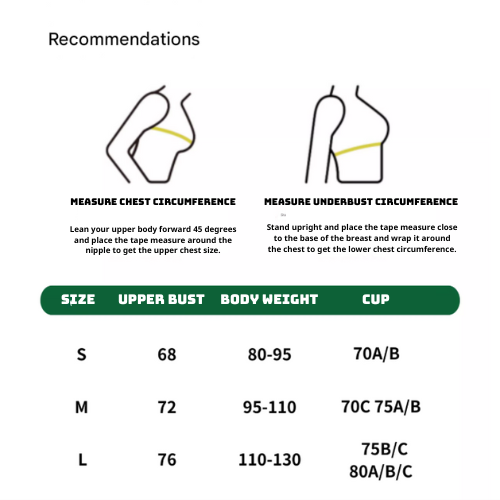 Recommendations
MEASURE CHEST CIRCUMFERENCE
MEASURE UNDERBUST CIRCUMFERENCE
Lean your upper body forward 45 degrees
and place the tape measure around the
nipple to get the upper chest size.
Stand upright and place the tape measure close
to the base of the breast and wrap it around
the chest to get the lower chest circumference.
SIZE UPPER BUST BODY WEIGHT CUP
S 68 80-95 70A/B
M 72 95-110 70C 75A/B
L 76 110-130 75B/C
80A/B/C